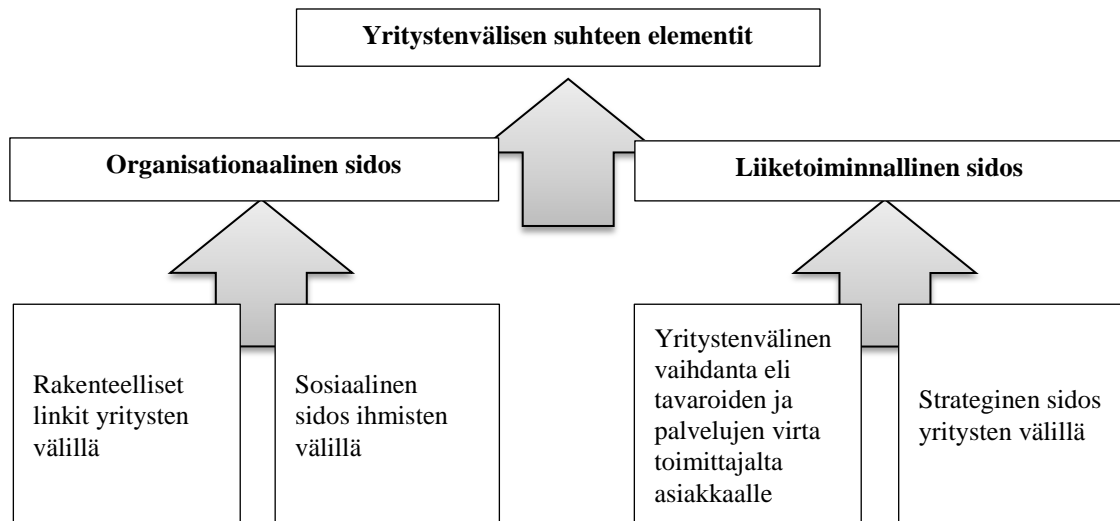 Yritystenvälisen suhteen elementit
Organisationaalinen sidos
Liiketoiminnallinen sidos
Rakenteelliset
linkit yritysten
välillä
Sosiaalinen
sidos ihmisten
välillä
Yritystenvälinen
vaihdanta eli
tavaroiden ja
palvelujen virta
toimittajalta
asiakkaalle
Strateginen sidos
yritysten välillä